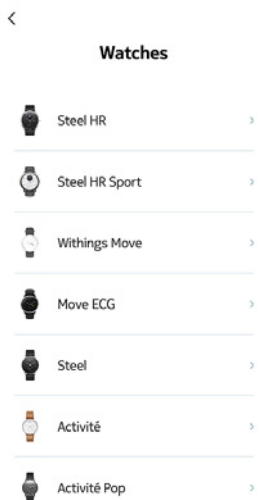 Watches
Steel HR
Steel HR Sport
Withings Move
Move ECG
Steel
Activité
Activité Pop